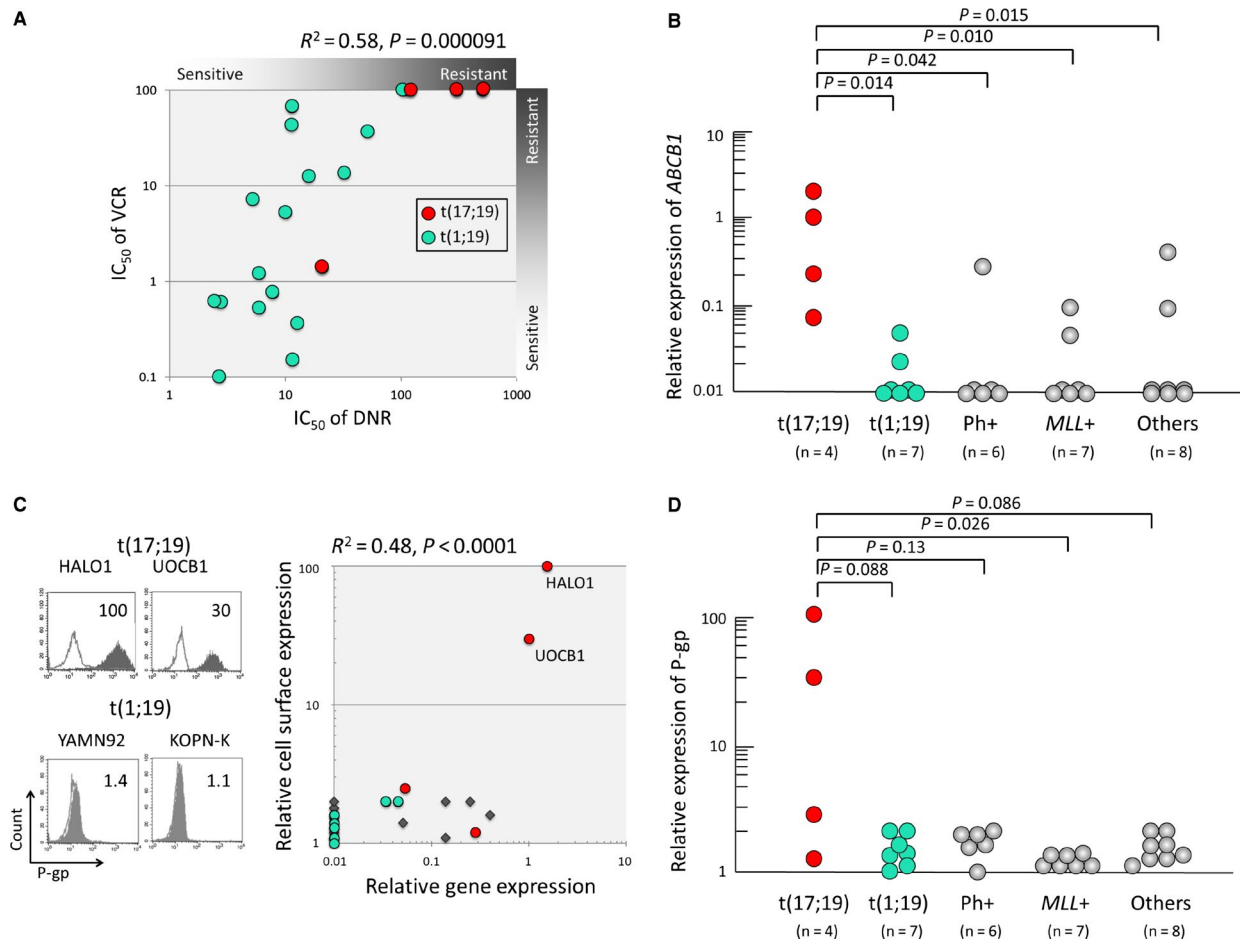 A
R² = 0.58, P = 0.000091
Sensitive
Resistant
100
10
1
0.1
IC₅₀ of VCR
1
10
100
1000
IC₅₀ of DNR
Resistant
Sensitive
t(17;19)
t(1;19)
B
P = 0.015
P = 0.010
P = 0.042
P = 0.014
Relative expression of ABCB1
10
1
0.1
0.01
t(17;19)
t(1;19)
Ph+
MLL+
Others
(n = 4)
(n = 7)
(n = 6)
(n = 7)
(n = 8)
C
t(17;19)
HALO1
UOCB1
100
30
t(1;19)
YAMN92
KOPN-K
1.4
1.1
Count
P-gp
R² = 0.48, P < 0.0001
Relative cell surface expression
100
10
1
HALO1
UOCB1
0.01
0.1
1
10
Relative gene expression
D
P = 0.086
P = 0.026
P = 0.13
P = 0.088
Relative expression of P-gp
100
10
1
t(17;19)
t(1;19)
Ph+
MLL+
Others
(n = 4)
(n = 7)
(n = 6)
(n = 7)
(n = 8)